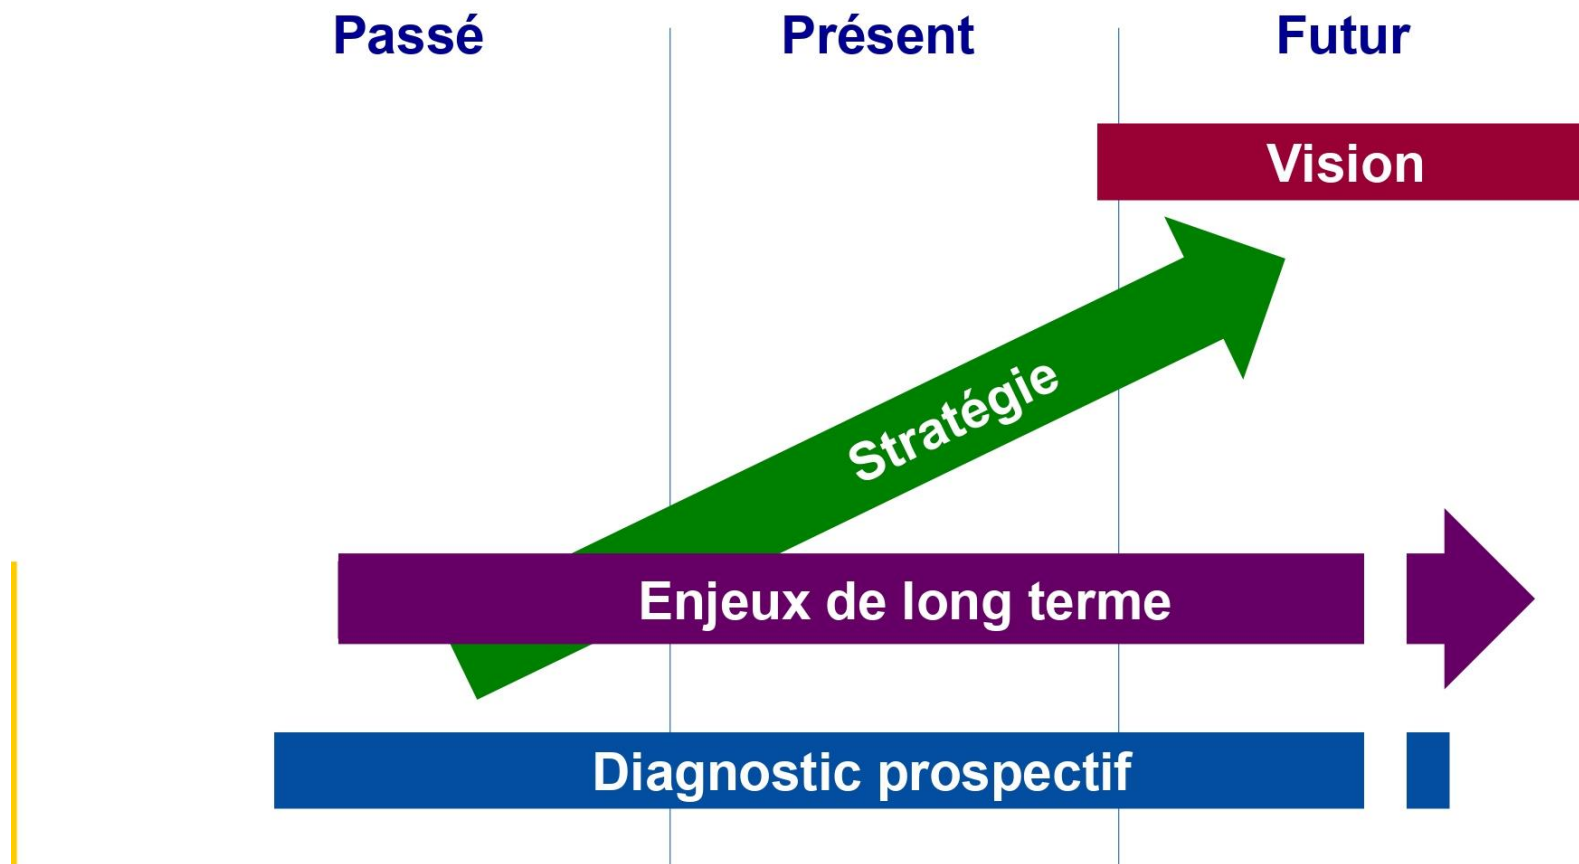 Passé Présent Futur
Vision
Stratégie
Enjeux de long terme
Diagnostic prospectif